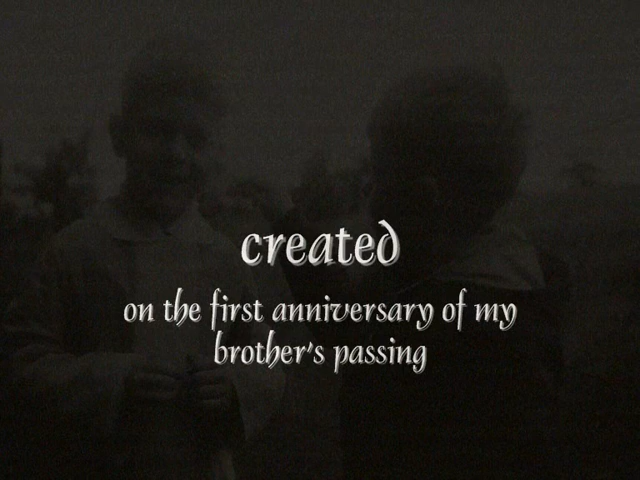 created
on the first anniversary of my
brother's passing